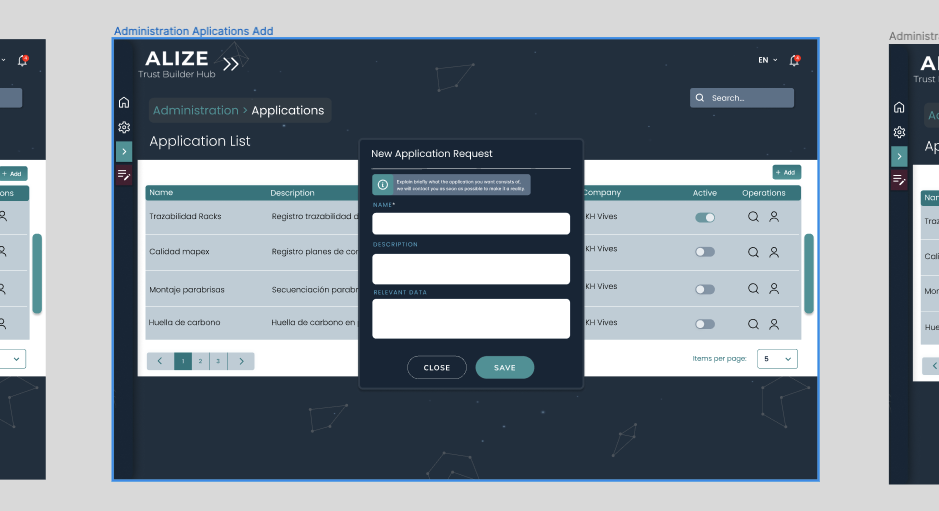 Administration Aplications Add
Administra
ALIZE
Trust Builder Hub
EN
Search...
Administration > Applications
Application List
+ Add
Name Description Company Active Operations
Trazabilidad Racks Registro trazabilidad d KH Vives
Calidad mapex Registro planes de con KH Vives
Montaje parabrisas Secuenciación parabr KH Vives
Huella de carbono Huella de carbono en KH Vives
1 2 3
Items per page: 5
New Application Request
Explain briefly what the application you want consists of,
we will contact you as soon as possible to make it a reality.
NAME*
DESCRIPTION
RELEVANT DATA
CLOSE SAVE
+ Add
ons
AL
Trust
Ad
Ap
Nam
Traz
Cali
Mon
Hue